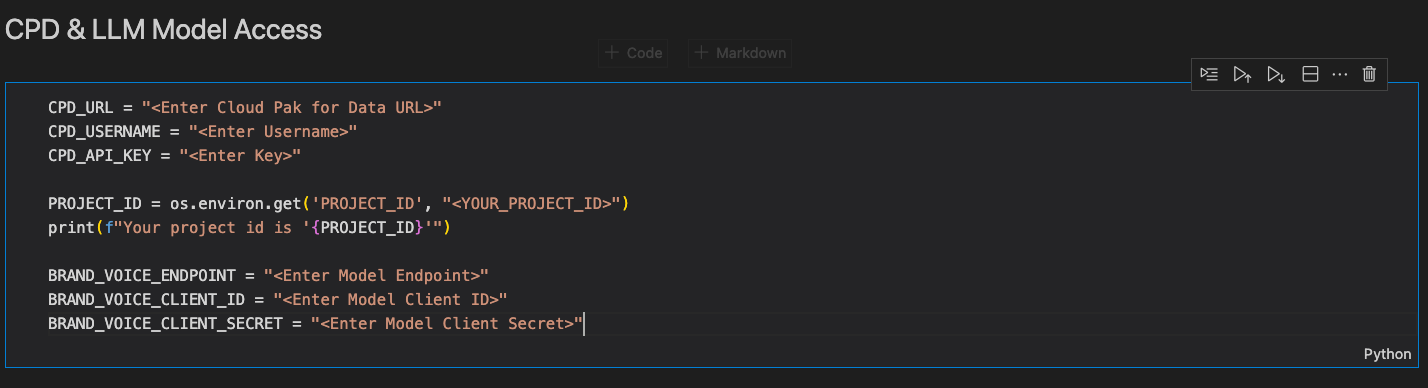 CPD & LLM Model Access
+ Code + Markdown
CPD_URL = "<Enter Cloud Pak for Data URL>"
CPD_USERNAME = "<Enter Username>"
CPD_API_KEY = "<Enter Key>"
PROJECT_ID = os.environ.get('PROJECT_ID', "<YOUR_PROJECT_ID>")
print(f"Your project id is '{PROJECT_ID}'")
BRAND_VOICE_ENDPOINT = "<Enter Model Endpoint>"
BRAND_VOICE_CLIENT_ID = "<Enter Model Client ID>"
BRAND_VOICE_CLIENT_SECRET = "<Enter Model Client Secret>"
Python